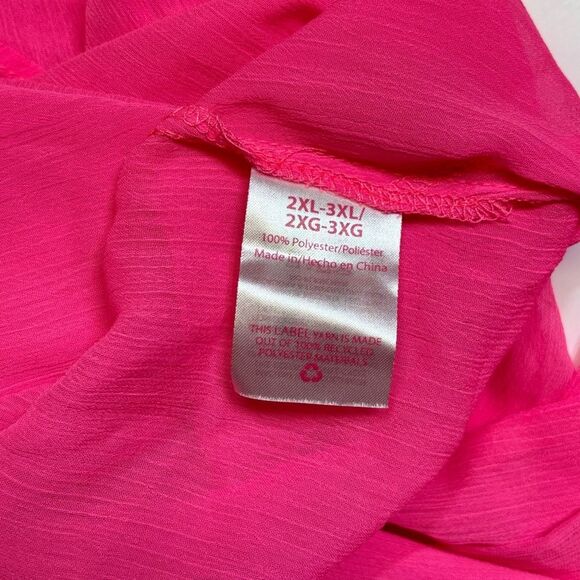 2XL-3XL/
2XG-3XG
100% Polyester/Poliéster
Made in/Hecho en China
THIS LABEL YARN IS MADE
OUT OF 100% RECYCLED
POLYESTER MATERIALS